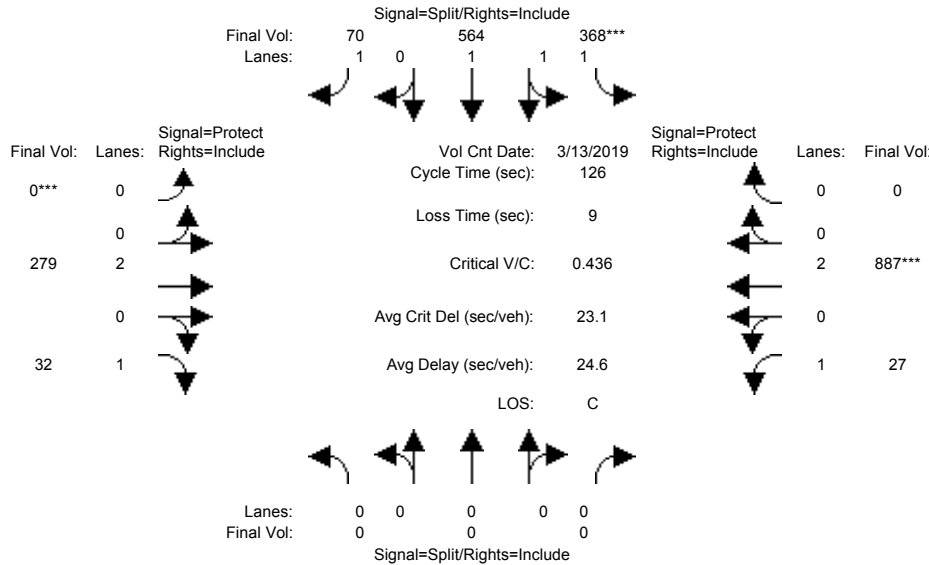 Signal=Split/Rights=Include
Final Vol: 70 564 368***
Lanes: 1 0 1 1 1
Signal=Protect
Final Vol: Lanes: Rights=Include
Vol Cnt Date: 3/13/2019
Signal=Protect
Rights=Include Lanes: Final Vol:
Cycle Time (sec): 126
0*** 0
0 0
Loss Time (sec): 9
0
0
279 2
Critical V/C: 0.436
2 887***
0
Avg Crit Del (sec/veh): 23.1
0
32 1
Avg Delay (sec/veh): 24.6
1 27
LOS: C
Lanes: 0 0 0 0 0
Final Vol: 0 0 0
Signal=Split/Rights=Include